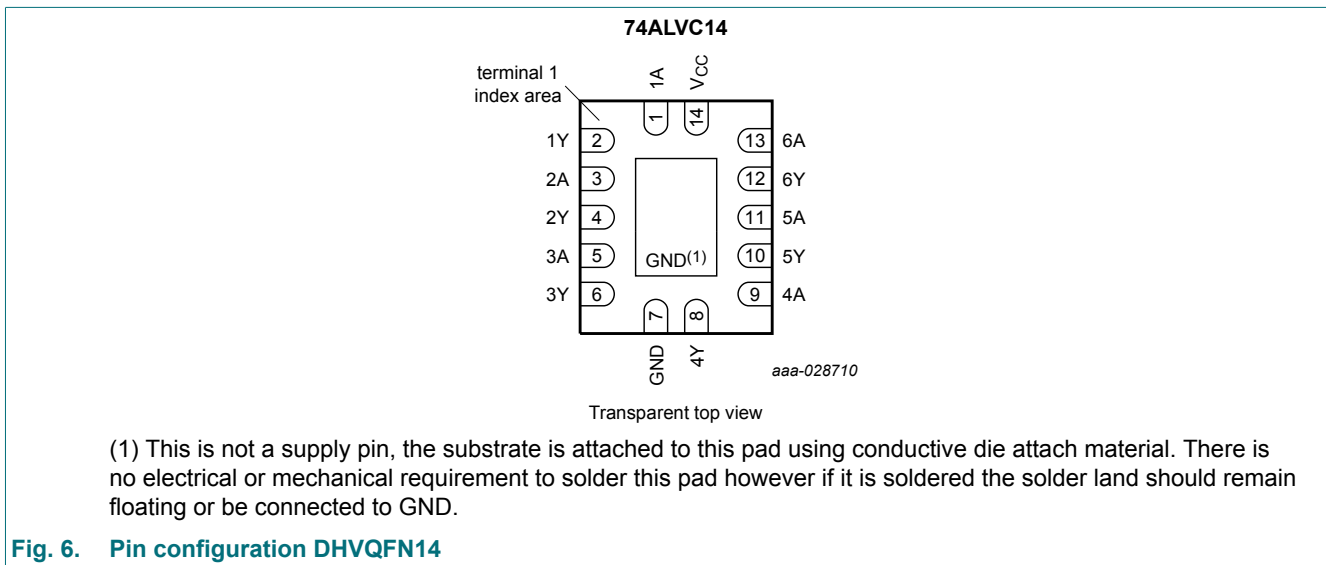 74ALVC14
terminal 1
index area
1A
VCC
1
14
1Y 2
13 6A
2A 3
12 6Y
2Y 4
11 5A
3A 5
GND(1)
10 5Y
3Y 6
9 4A
7
8
GND
4Y
aaa-028710
Transparent top view
(1) This is not a supply pin, the substrate is attached to this pad using conductive die attach material. There is
no electrical or mechanical requirement to solder this pad however if it is soldered the solder land should remain
floating or be connected to GND.
Fig. 6. Pin configuration DHVQFN14